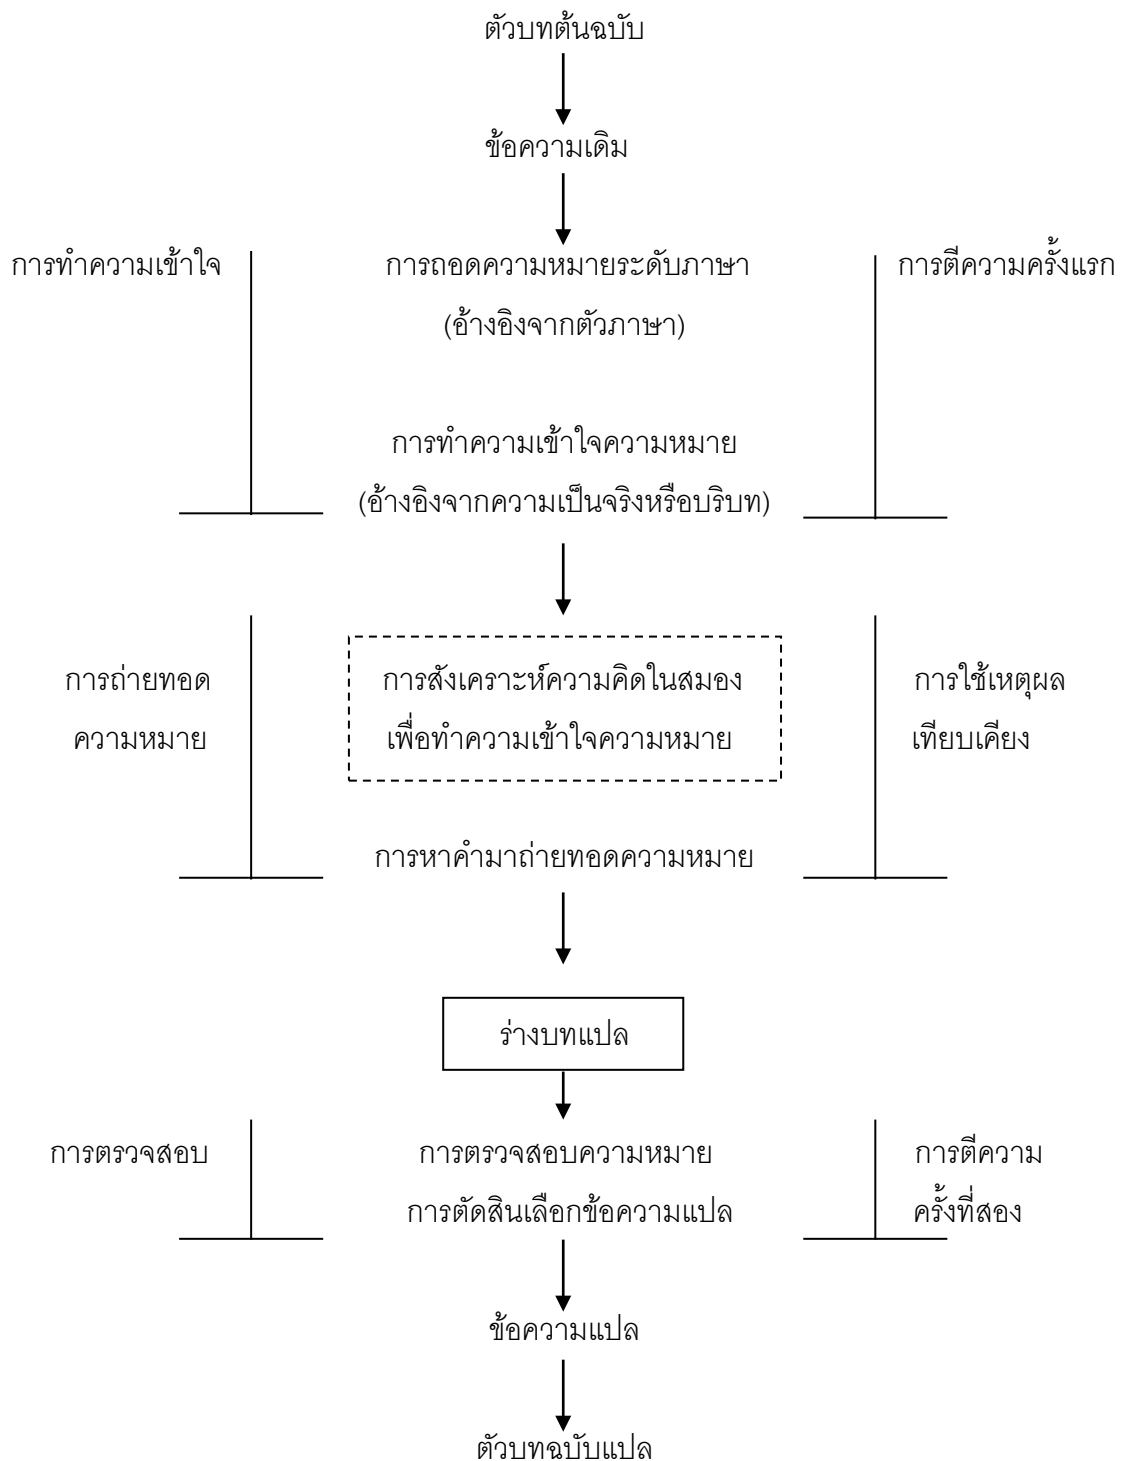 ตัวบทต้นฉบับ
ข้อความเดิม
การทำความเข้าใจ
การถอดความหมายระดับภาษา
(อ้างอิงจากตัวภาษา)
การตีความครั้งแรก
การทำความเข้าใจความหมาย
(อ้างอิงจากความเป็นจริงหรือบริบท)
การถ่ายทอด
ความหมาย
การสังเคราะห์ความคิดในสมอง
เพื่อทำความเข้าใจความหมาย
การใช้เหตุผล
เทียบเคียง
การหาคำมาถ่ายทอดความหมาย
ร่างบทแปล
การตรวจสอบ
การตรวจสอบความหมาย
การตัดสินเลือกข้อความแปล
การตีความ
ครั้งที่สอง
ข้อความแปล
ตัวบทฉบับแปล